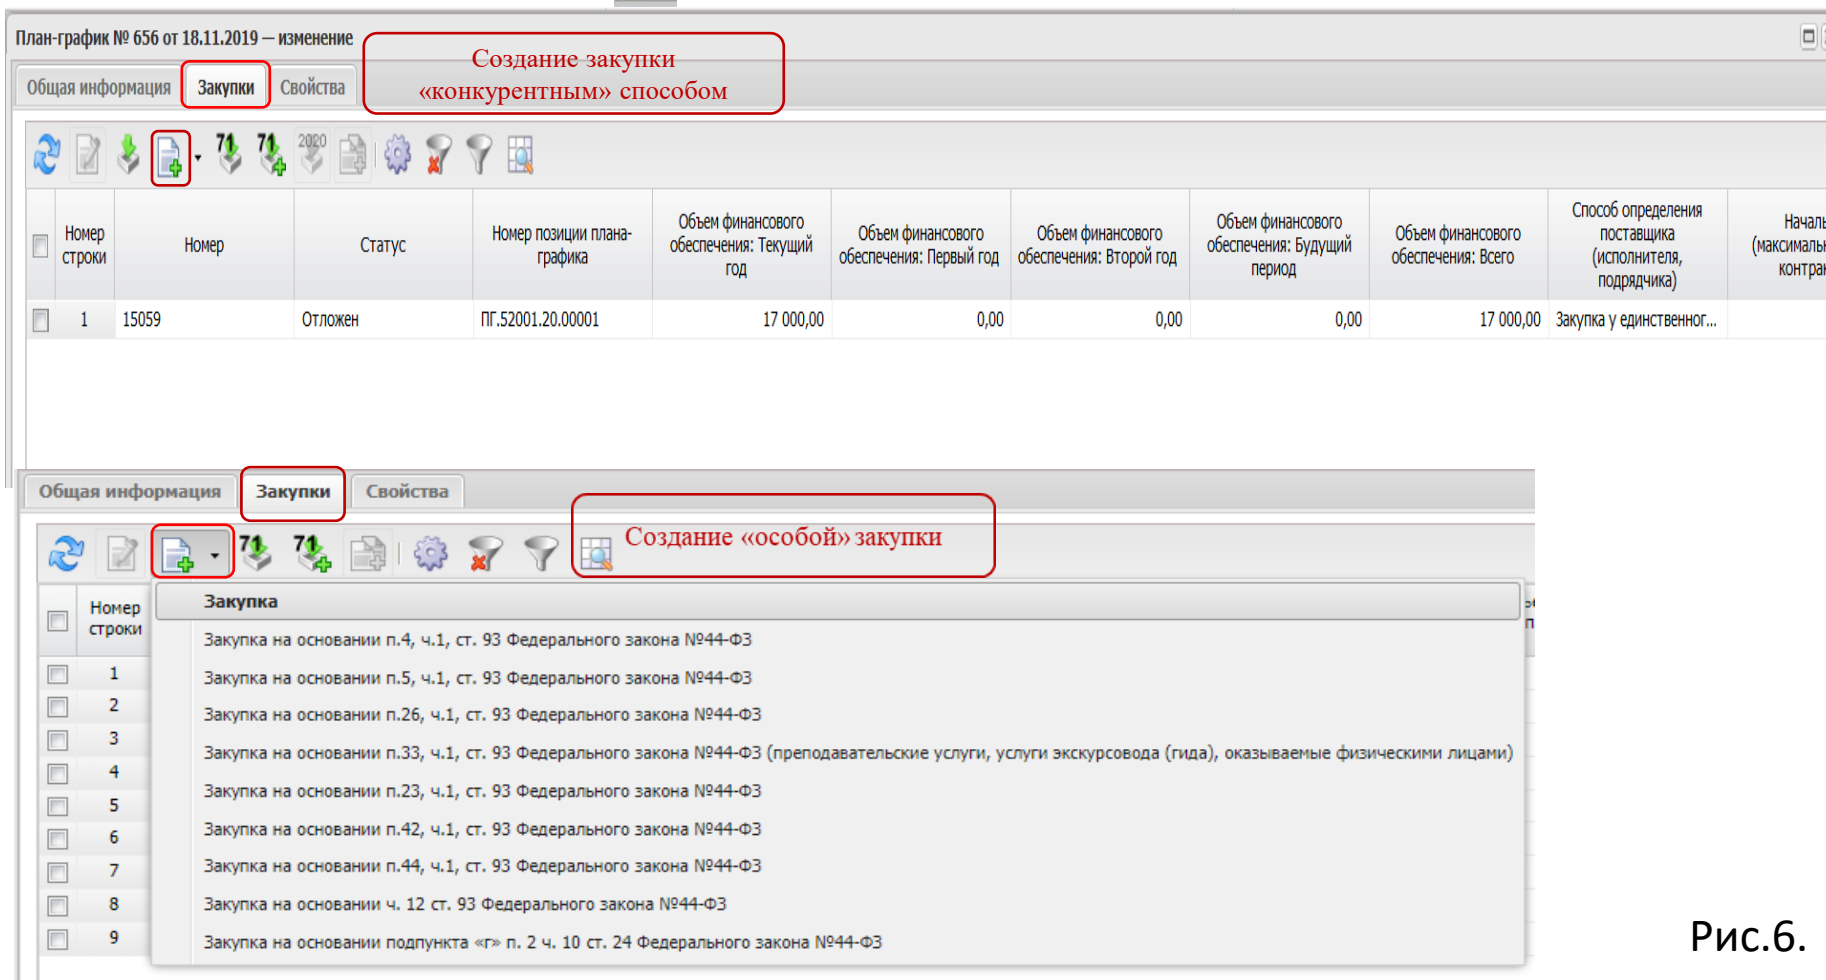 План-график № 656 от 18.11.2019 — изменение
Создание закупки
«конкурентным» способом
Общая информация Закупки Свойства
71 71 2020
Номер строки Номер Статус Номер позиции плана-графика Объем финансового обеспечения: Текущий год Объем финансового обеспечения: Первый год Объем финансового обеспечения: Второй год Объем финансового обеспечения: Будущий период Объем финансового обеспечения: Всего Способ определения поставщика (исполнителя, подрядчика) Началь (максимальн контрак
1 15059 Отложен ПГ.52001.20.00001 17 000,00 0,00 0,00 0,00 17 000,00 Закупка у единственног...
Общая информация Закупки Свойства
Создание «особой» закупки
71 71
Номер
строки
Закупка
Закупка на основании п.4, ч.1, ст. 93 Федерального закона №44-ФЗ
1
Закупка на основании п.5, ч.1, ст. 93 Федерального закона №44-ФЗ
2
Закупка на основании п.26, ч.1, ст. 93 Федерального закона №44-ФЗ
3
Закупка на основании п.33, ч.1, ст. 93 Федерального закона №44-ФЗ (преподавательские услуги, услуги экскурсовода (гида), оказываемые физическими лицами)
4
Закупка на основании п.23, ч.1, ст. 93 Федерального закона №44-ФЗ
5
Закупка на основании п.42, ч.1, ст. 93 Федерального закона №44-ФЗ
6
Закупка на основании п.44, ч.1, ст. 93 Федерального закона №44-ФЗ
7
Закупка на основании ч. 12 ст. 93 Федерального закона №44-ФЗ
8
Закупка на основании подпункта «г» п. 2 ч. 10 ст. 24 Федерального закона №44-ФЗ
9
Рис.6.